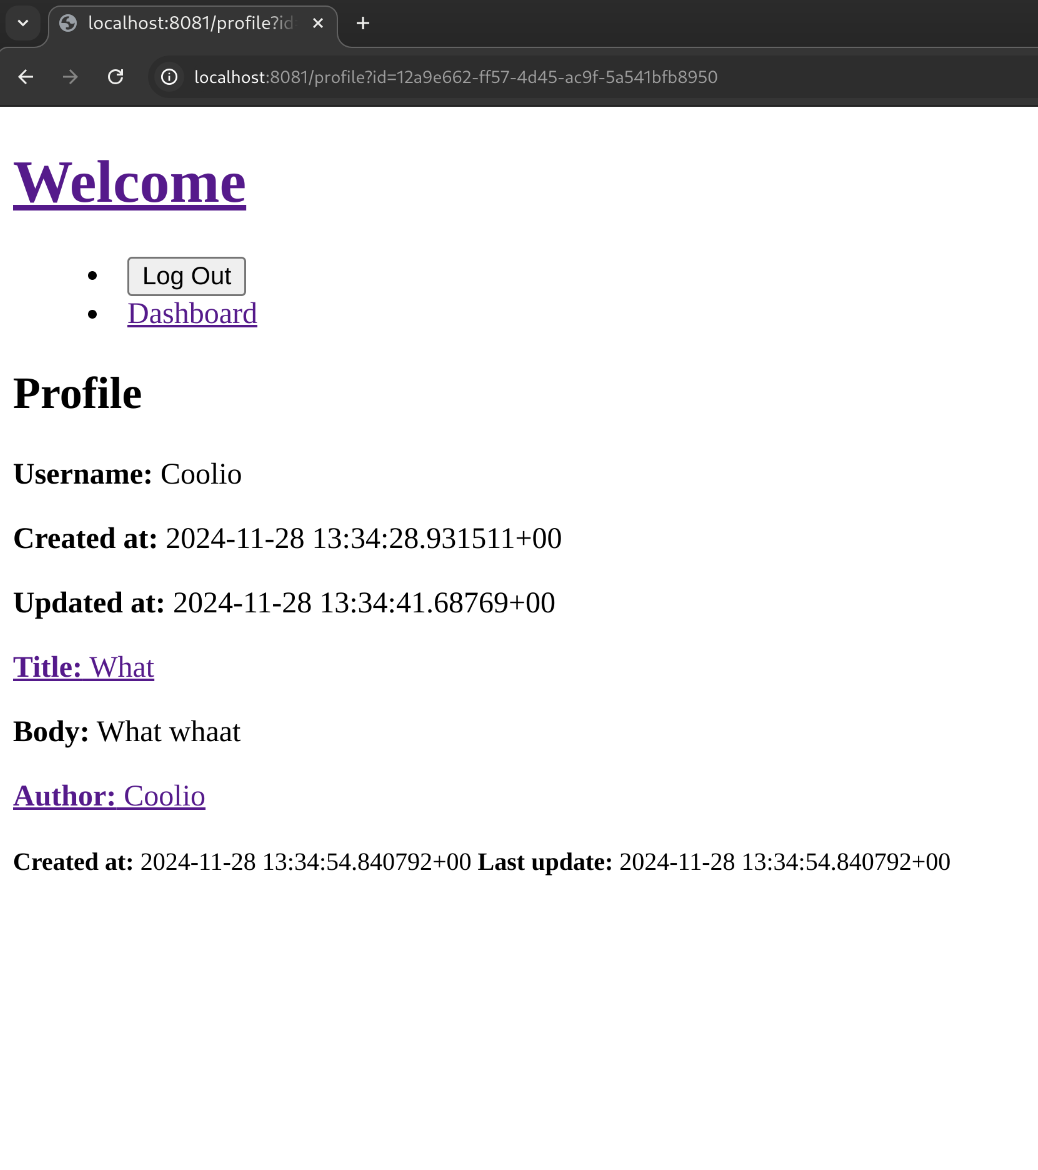 localhost:8081/profile?id
localhost:8081/profile?id=12a9e662-ff57-4d45-ac9f-5a541bfb8950
Welcome
Log Out
Dashboard
Profile
Username: Coolio
Created at: 2024-11-28 13:34:28.931511+00
Updated at: 2024-11-28 13:34:41.68769+00
Title: What
Body: What whaat
Author: Coolio
Created at: 2024-11-28 13:34:54.840792+00 Last update: 2024-11-28 13:34:54.840792+00